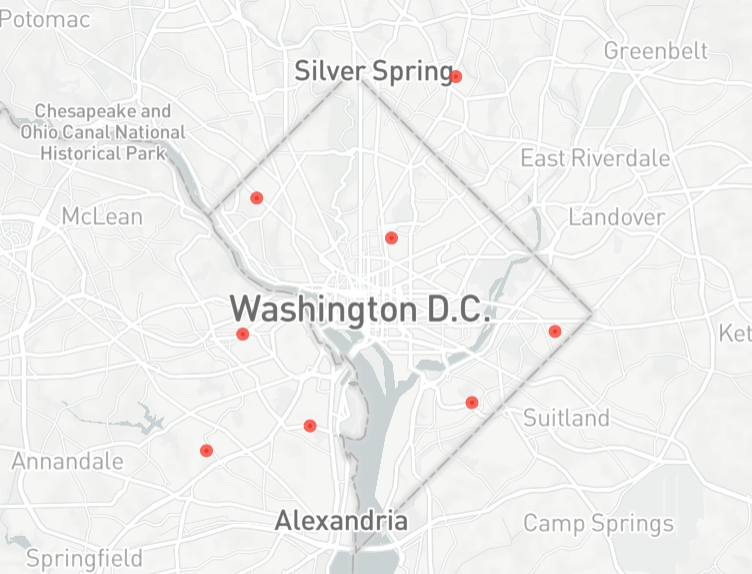 Potomac
Greenbelt
Silver Spring
Chesapeake and
Ohio Canal National
Historical Park
East Riverdale
McLean
Landover
Washington D.C.
Ket
Suitland
Annandale
Alexandria
Camp Springs
Springfield